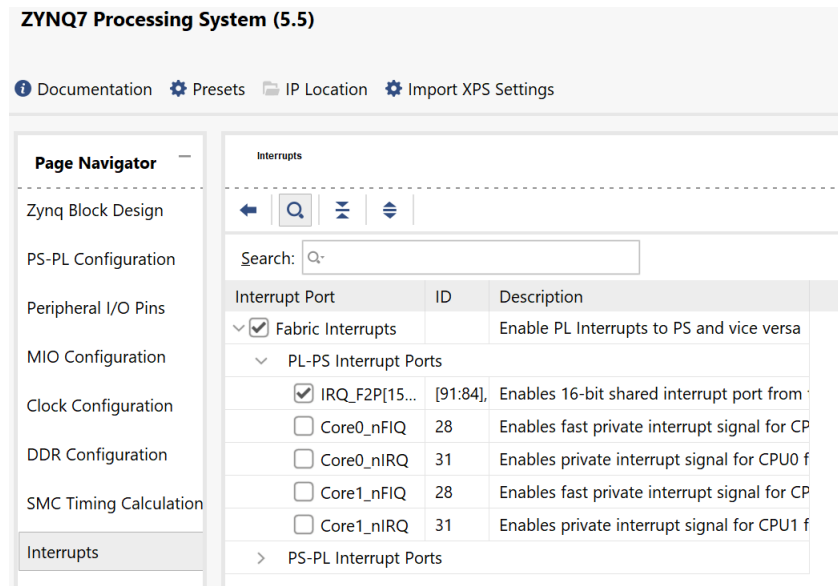 ZYNQ7 Processing System (5.5)
Documentation Presets IP Location Import XPS Settings
Page Navigator
Zynq Block Design
PS-PL Configuration
Peripheral I/O Pins
MIO Configuration
Clock Configuration
DDR Configuration
SMC Timing Calculation
Interrupts
Interrupts
Search:
Interrupt Port ID Description
Fabric Interrupts Enable PL Interrupts to PS and vice versa
PL-PS Interrupt Ports
IRQ_F2P[15... [91:84], Enables 16-bit shared interrupt port from
Core0_nFIQ 28 Enables fast private interrupt signal for CP
Core0_nIRQ 31 Enables private interrupt signal for CPU0 f
Core1_nFIQ 28 Enables fast private interrupt signal for CP
Core1_nIRQ 31 Enables private interrupt signal for CPU1 f
PS-PL Interrupt Ports